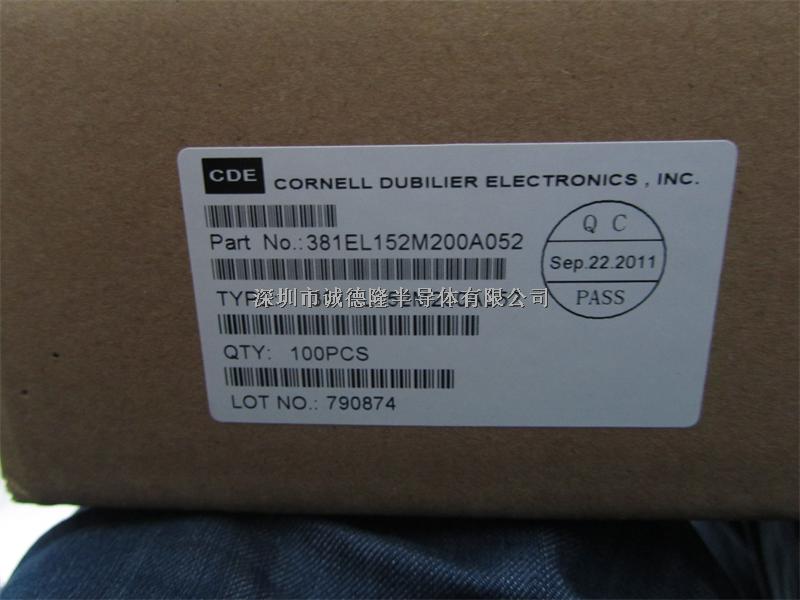 CDE CORNELL DUBILIER ELECTRONICS , INC.
Part No.:381EL152M200A052
Q C
Sep.22.2011
PASS
深圳市诚德隆半导体有限公司
QTY: 100PCS
LOT NO.: 790874